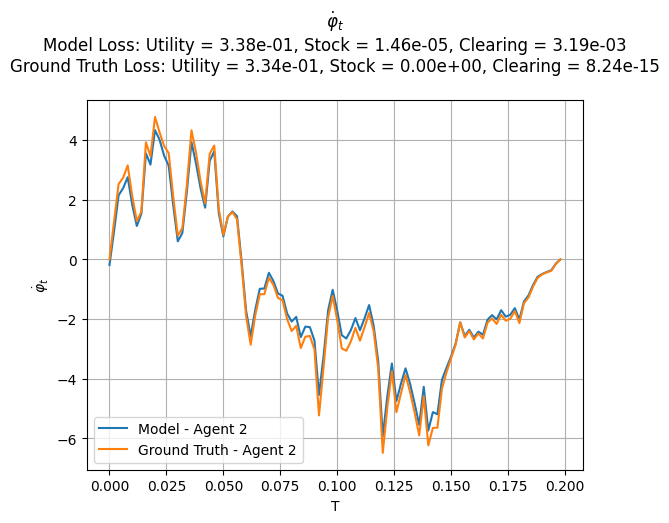 φ̇_t
Model Loss: Utility = 3.38e-01, Stock = 1.46e-05, Clearing = 3.19e-03
Ground Truth Loss: Utility = 3.34e-01, Stock = 0.00e+00, Clearing = 8.24e-15
4
2
0
−2
−4
−6
φ̇_t
Model - Agent 2
Ground Truth - Agent 2
0.000 0.025 0.050 0.075 0.100 0.125 0.150 0.175 0.200
T